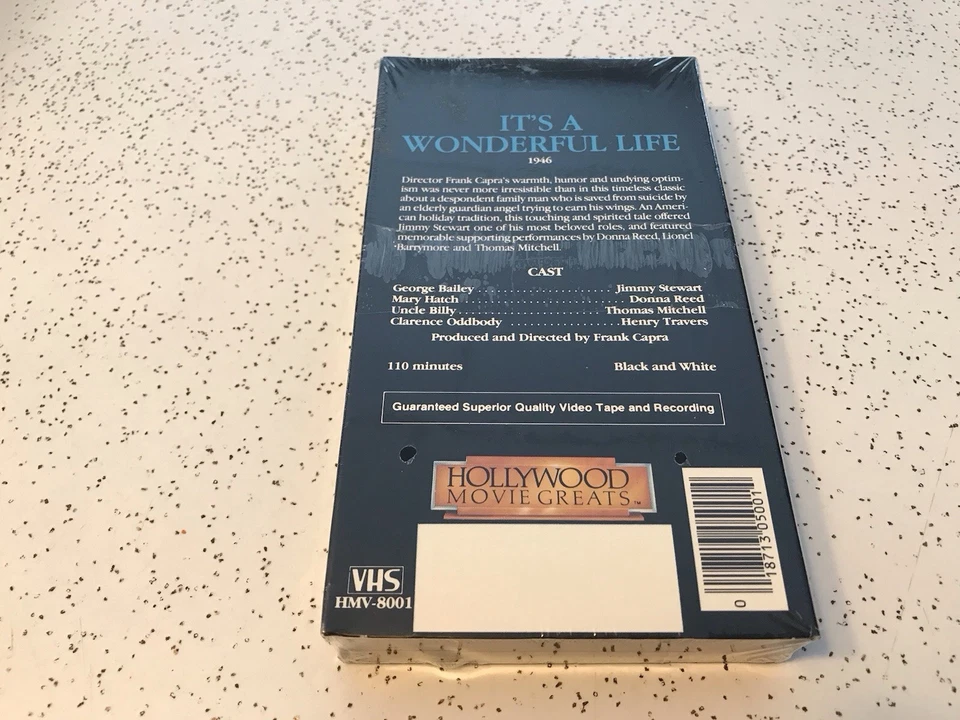 IT'S A
WONDERFUL LIFE
1946
Director Frank Capra's warmth, humor and undying optim-
ism was never more irresistible than in this timeless classic
about a despondent family man who is saved from suicide by
an elderly guardian angel trying to earn his wings. An Ameri-
can holiday tradition, this touching and spirited tale offered
Jimmy Stewart one of his most beloved roles, and featured
memorable supporting performances by Donna Reed, Lionel
Barrymore and Thomas Mitchell.
CAST
George Bailey ...................... Jimmy Stewart
Mary Hatch ........................... Donna Reed
Uncle Billy ....................... Thomas Mitchell
Clarence Oddbody ................. Henry Travers
Produced and Directed by Frank Capra
110 minutes Black and White
Guaranteed Superior Quality Video Tape and Recording
HOLLYWOOD
MOVIE GREATS™
VHS
HMV-8001
0 18713 05001